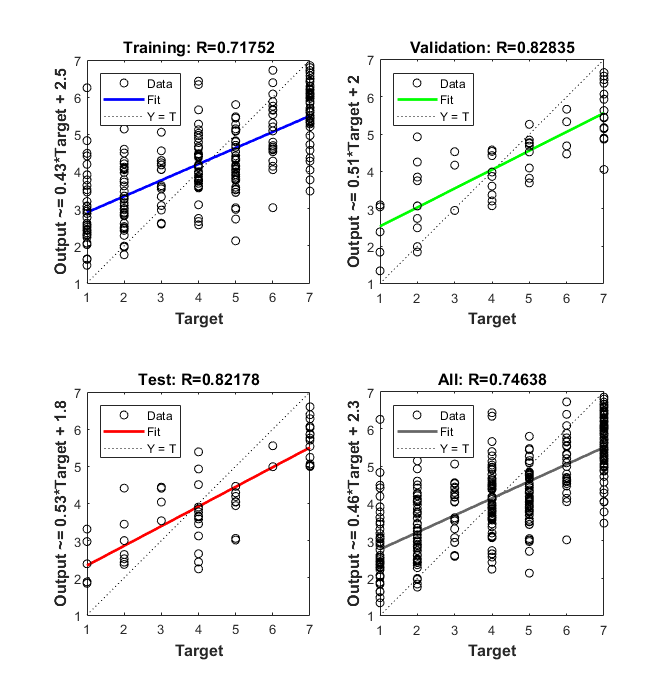 Training: R=0.71752
Output ~= 0.43*Target + 2.5
7
6
5
4
3
2
1
Data
Fit
Y = T
1 2 3 4 5 6 7
Target
Validation: R=0.82835
Output ~= 0.51*Target + 2
7
6
5
4
3
2
1
Data
Fit
Y = T
1 2 3 4 5 6 7
Target
Test: R=0.82178
Output ~= 0.53*Target + 1.8
7
6
5
4
3
2
1
Data
Fit
Y = T
1 2 3 4 5 6 7
Target
All: R=0.74638
Output ~= 0.46*Target + 2.3
7
6
5
4
3
2
1
Data
Fit
Y = T
1 2 3 4 5 6 7
Target